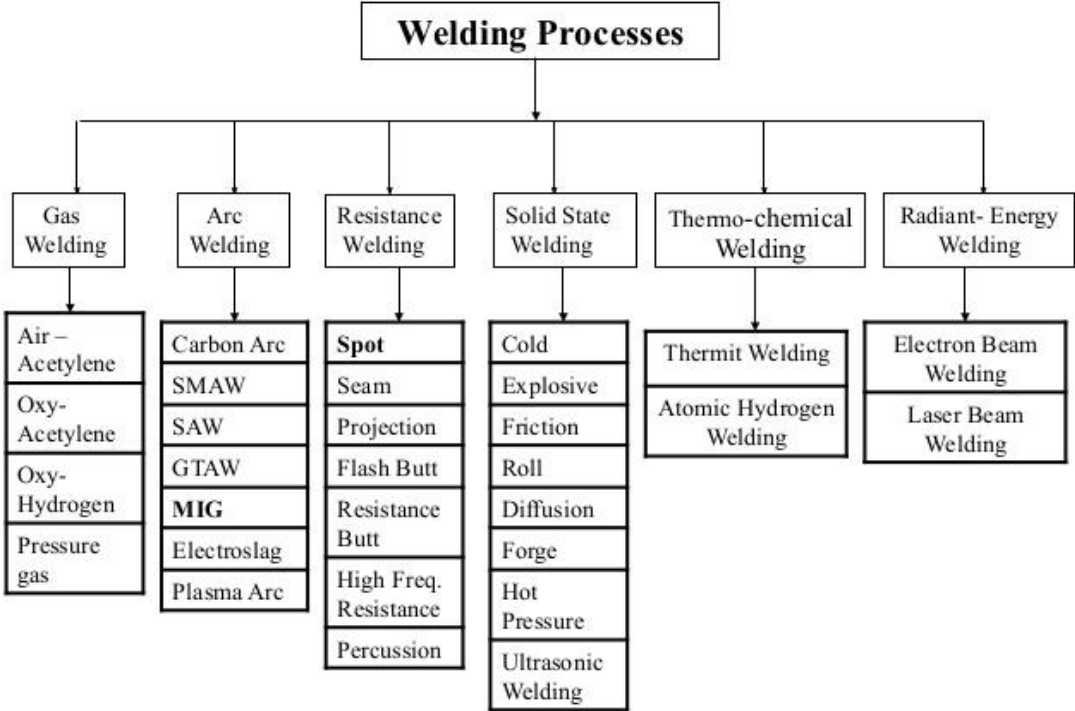 Welding Processes
Gas
Welding
Arc
Welding
Resistance
Welding
Solid State
Welding
Thermo-chemical
Welding
Radiant- Energy
Welding
Air –
Acetylene
Oxy-
Acetylene
Oxy-
Hydrogen
Pressure
gas
Carbon Arc
SMAW
SAW
GTAW
MIG
Electroslag
Plasma Arc
Spot
Seam
Projection
Flash Butt
Resistance
Butt
High Freq.
Resistance
Percussion
Cold
Explosive
Friction
Roll
Diffusion
Forge
Hot
Pressure
Ultrasonic
Welding
Thermit Welding
Atomic Hydrogen
Welding
Electron Beam
Welding
Laser Beam
Welding